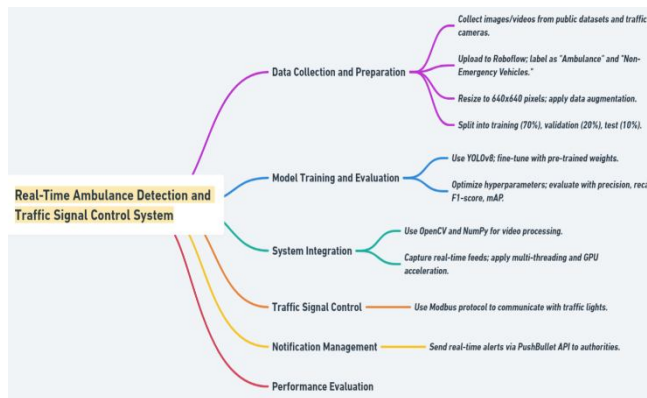 Collect images/videos from public datasets and traffic
cameras.
Data Collection and Preparation
Upload to Roboflow; label as "Ambulance" and "Non-
Emergency Vehicles."
Resize to 640x640 pixels; apply data augmentation.
Split into training (70%), validation (20%), test (10%).
Real-Time Ambulance Detection and
Traffic Signal Control System
Model Training and Evaluation
Use YOLOv8; fine-tune with pre-trained weights.
Optimize hyperparameters; evaluate with precision, reca
F1-score, mAP.
System Integration
Use OpenCV and NumPy for video processing.
Capture real-time feeds; apply multi-threading and GPU
acceleration.
Traffic Signal Control
Use Modbus protocol to communicate with traffic lights.
Notification Management
Send real-time alerts via PushBullet API to authorities.
Performance Evaluation